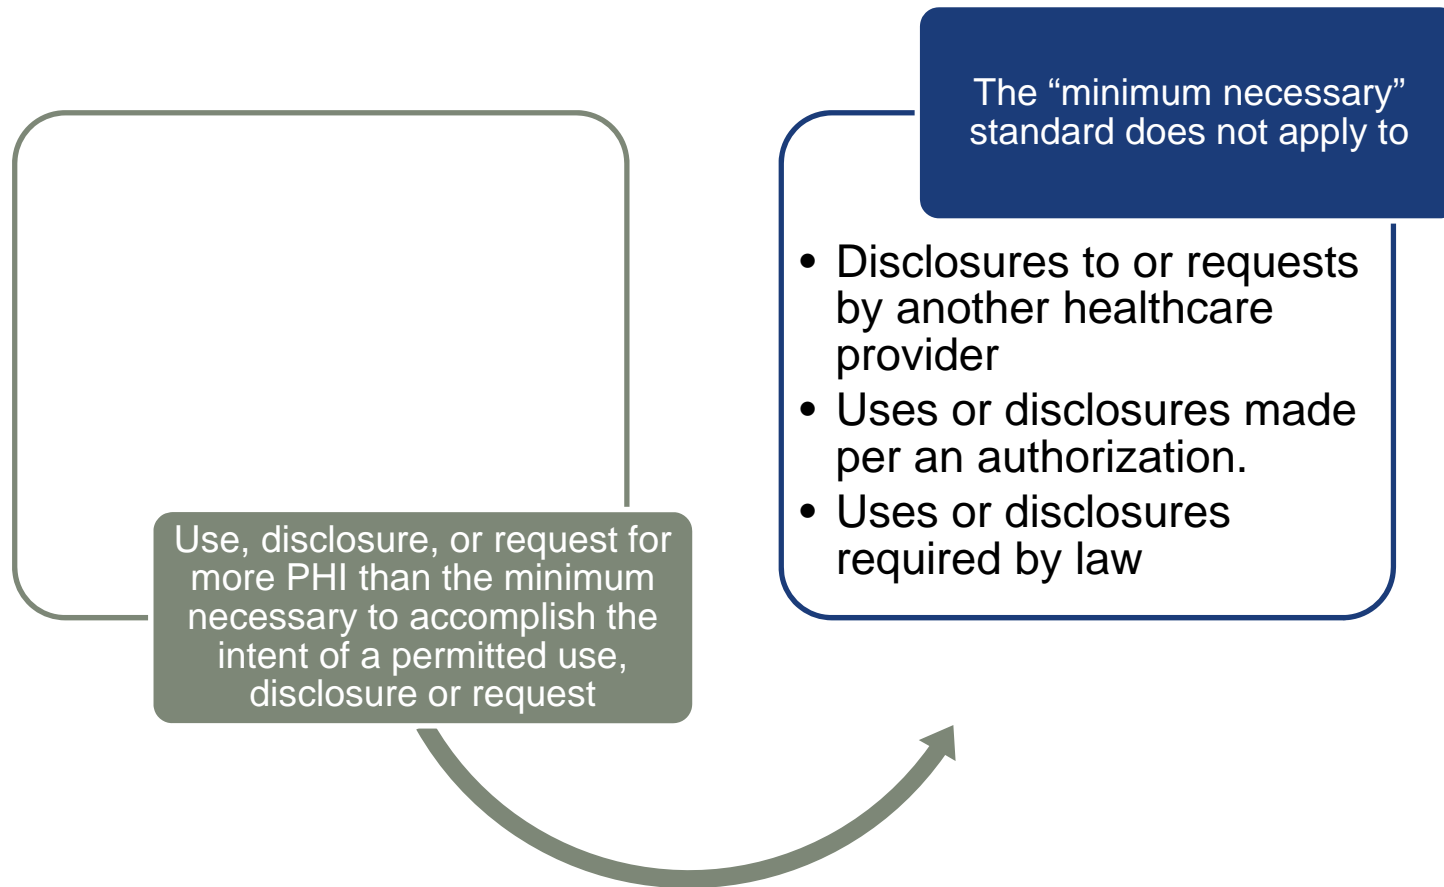 Use, disclosure, or request for
more PHI than the minimum
necessary to accomplish the
intent of a permitted use,
disclosure or request
The “minimum necessary”
standard does not apply to
• Disclosures to or requests
by another healthcare
provider
• Uses or disclosures made
per an authorization.
• Uses or disclosures
required by law